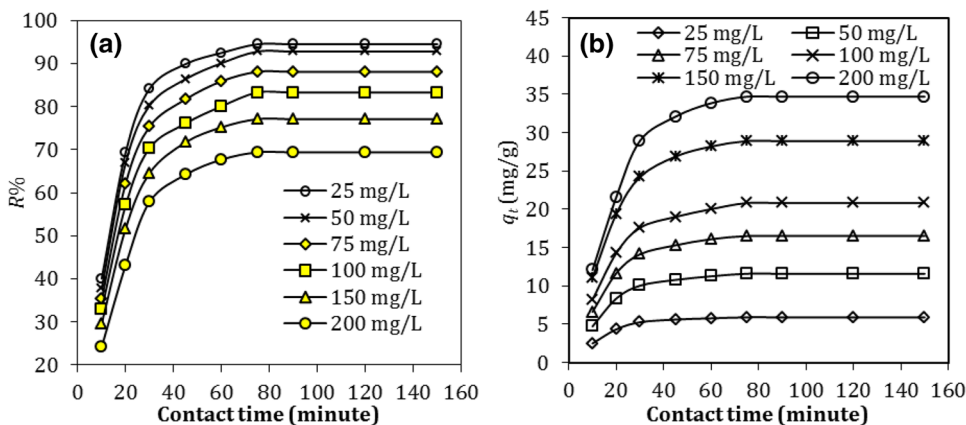 (a)
R%
100
90
80
70
60
50
40
30
20
0 20 40 60 80 100 120 140 160
Contact time (minute)
25 mg/L
50 mg/L
75 mg/L
100 mg/L
150 mg/L
200 mg/L
(b)
qt (mg/g)
45
40
35
30
25
20
15
10
5
0
0 20 40 60 80 100 120 140 160
Contact time (minute)
25 mg/L 50 mg/L
75 mg/L 100 mg/L
150 mg/L 200 mg/L